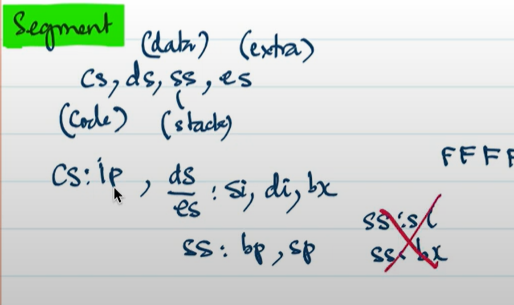 Segment
(data) (extra)
cs, ds, ss, es
(code) (stack)
FFFF
cs:ip, ds/es : si, di, bx
ss : bp, sp
ss:si
ss:bx